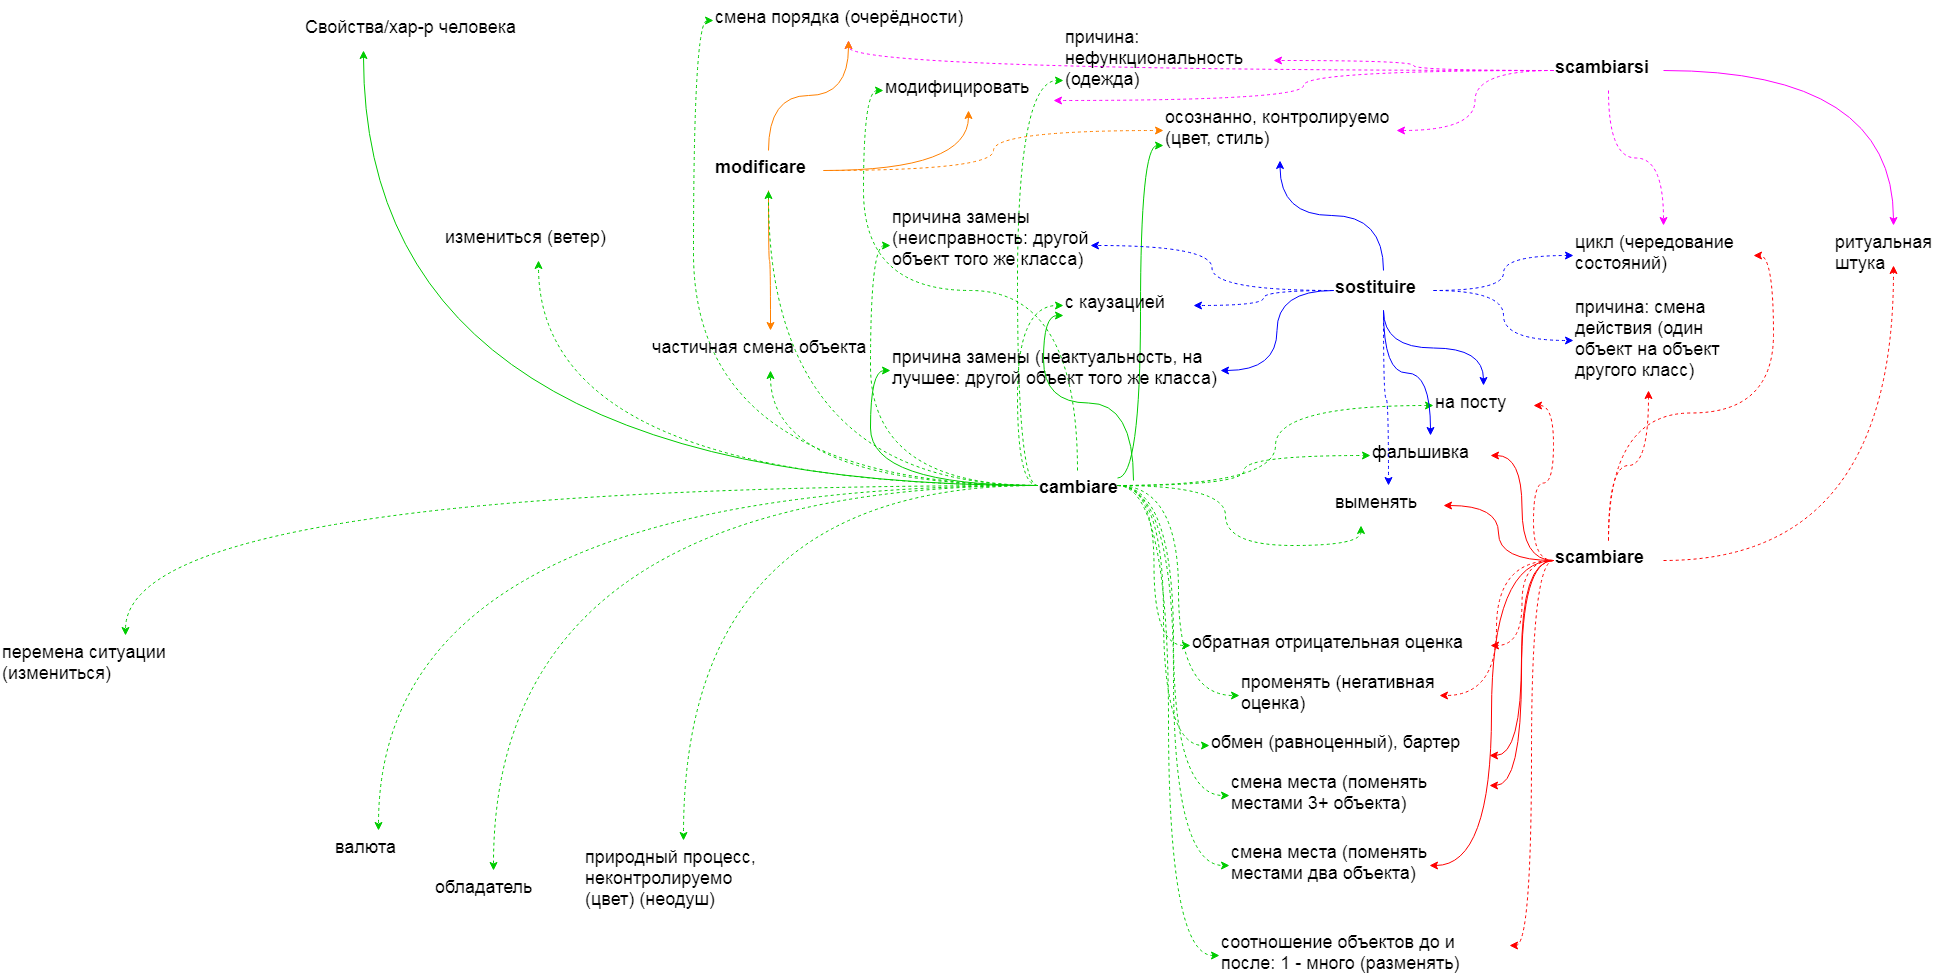 смена порядка (очерёдности)
Свойства/хар-р человека
причина:
нефункциональность
(одежда)
scambiarsi
модифицировать
осознанно, контролируемо
(цвет, стиль)
modificare
причина замены
(неисправность: другой
объект того же класса)
измениться (ветер)
цикл (чередование
состояний)
ритуальная
штука
sostituire
с каузацией
причина: смена
действия (один
объект на объект
другого класс)
частичная смена объекта
причина замены (неактуальность, на
лучшее: другой объект того же класса)
на посту
фальшивка
cambiare
выменять
scambiare
обратная отрицательная оценка
перемена ситуации
(измениться)
променять (негативная
оценка)
обмен (равноценный), бартер
смена места (поменять
местами 3+ объекта)
валюта
смена места (поменять
местами два объекта)
природный процесс,
неконтролируемо
(цвет) (неодуш)
обладатель
соотношение объектов до и
после: 1 - много (разменять)